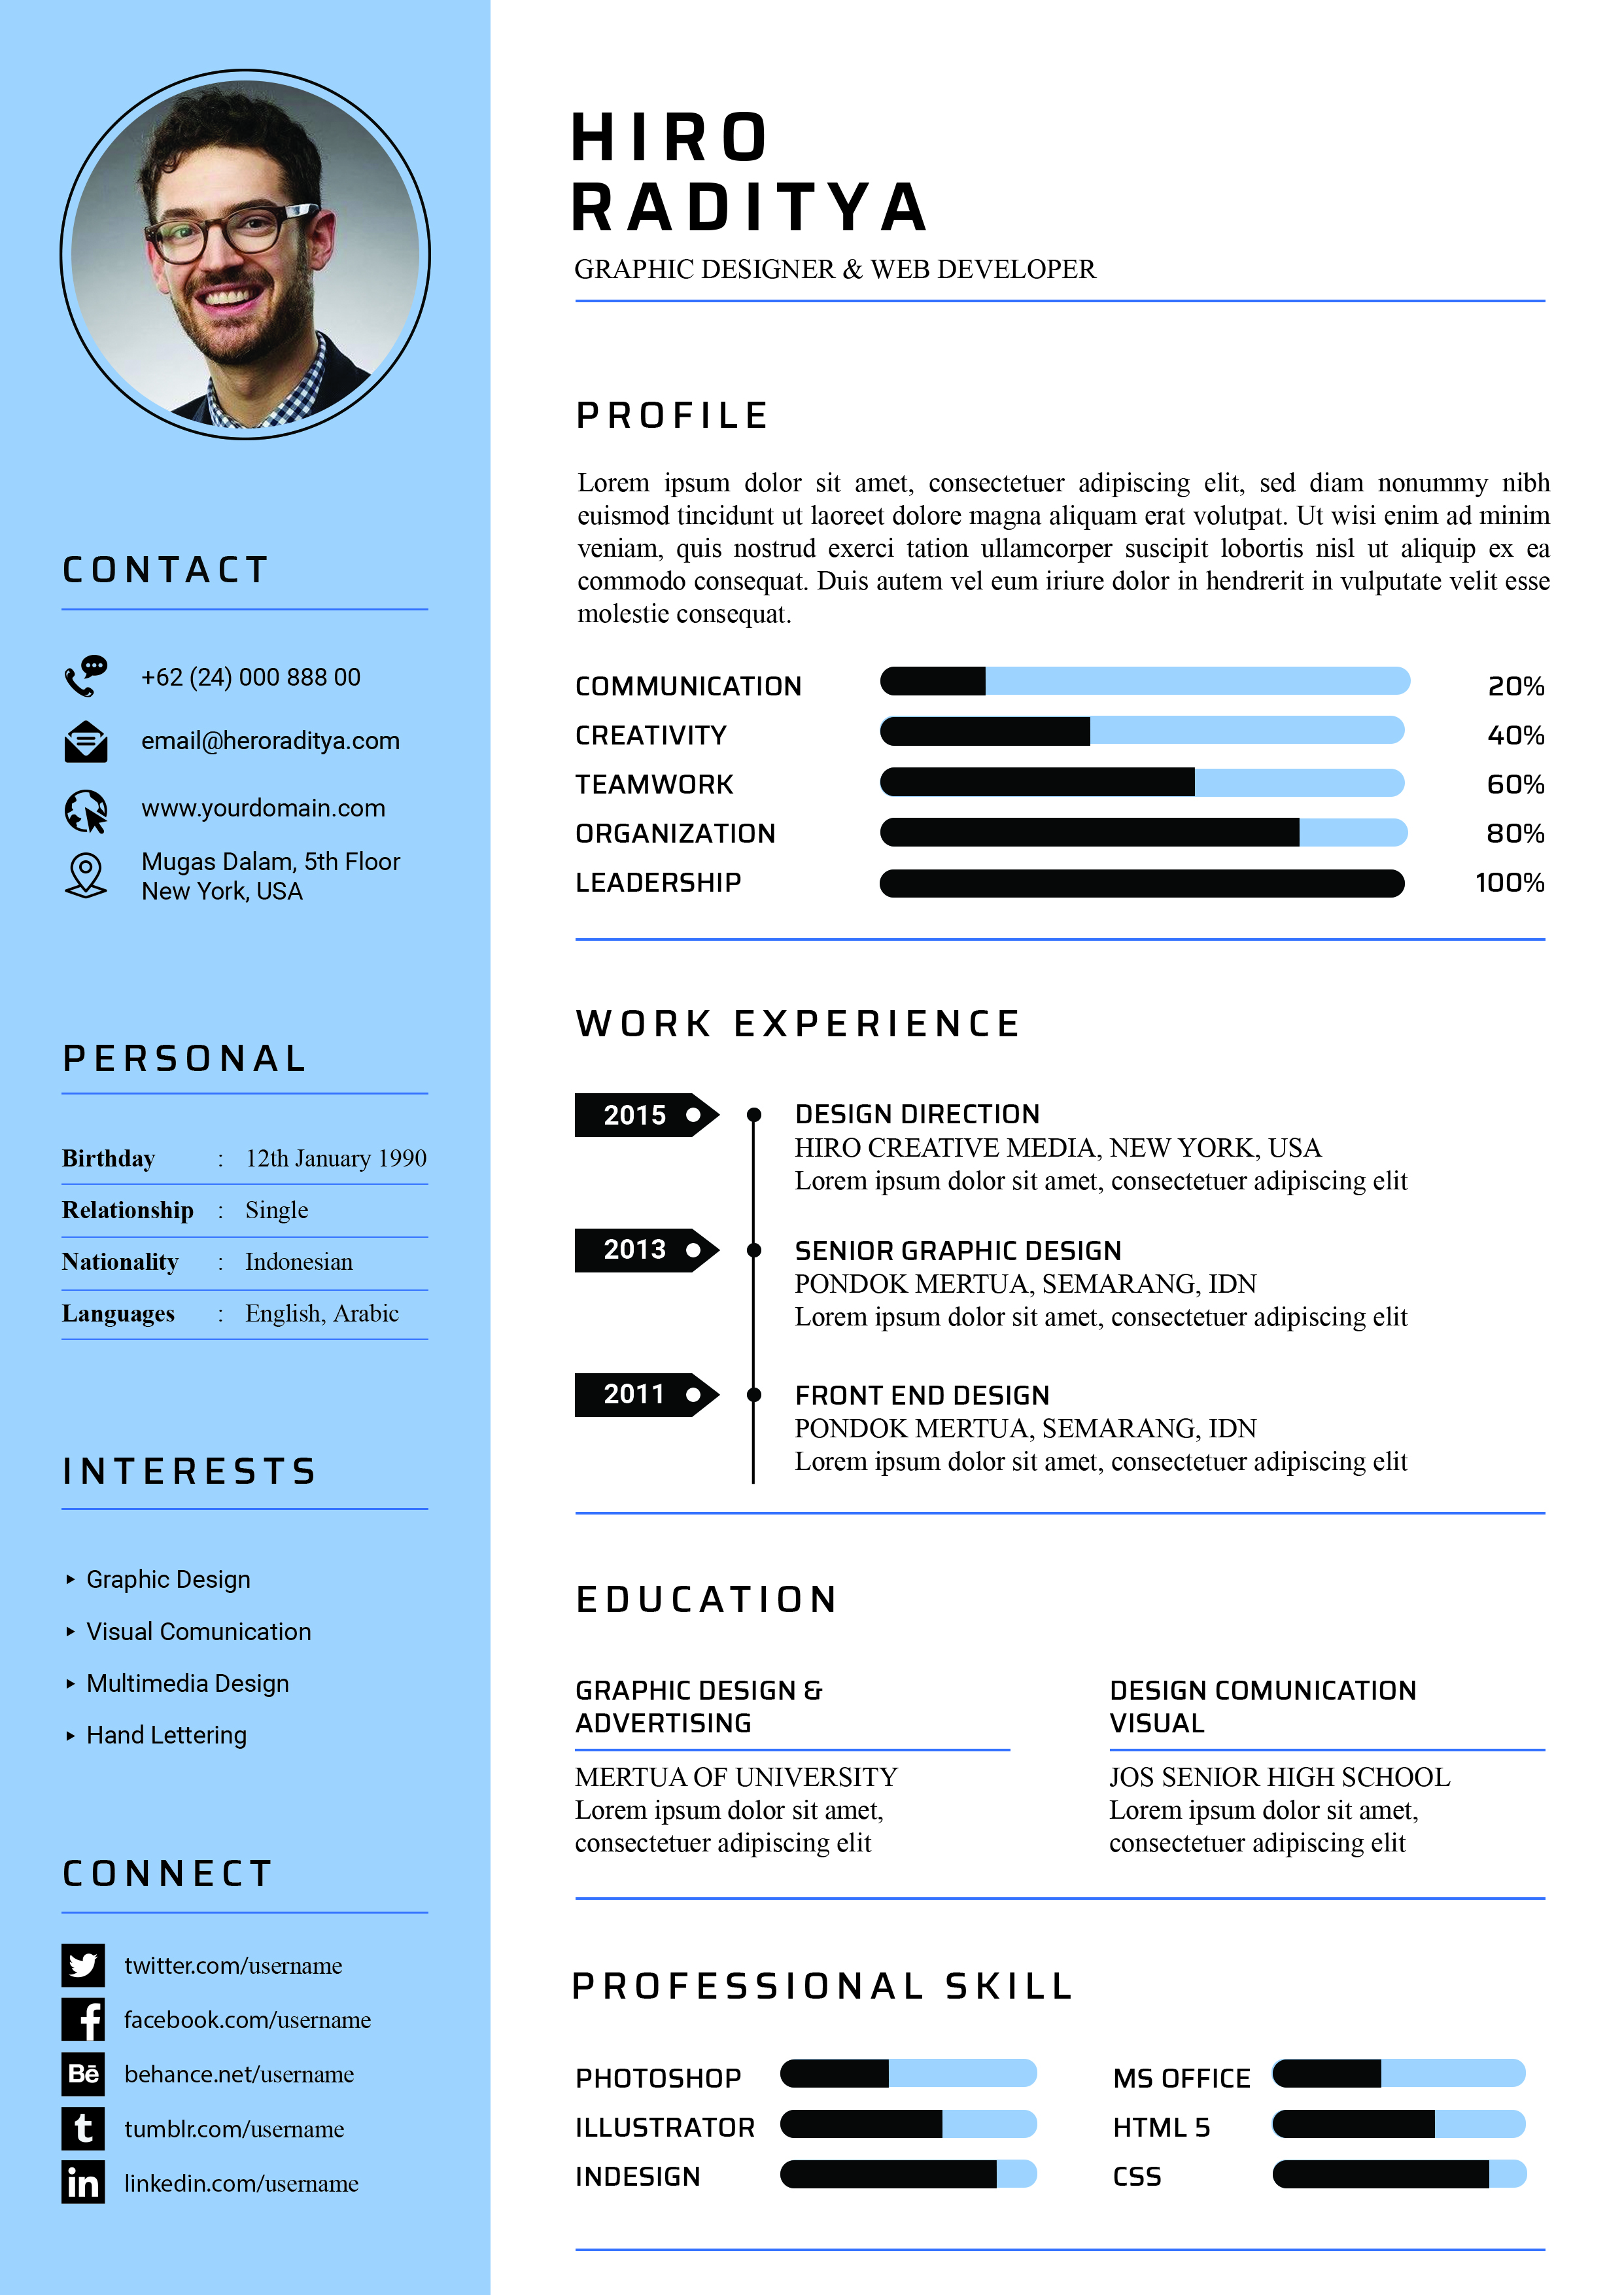 HIRO
RADITYA
GRAPHIC DESIGNER & WEB DEVELOPER
CONTACT
+62 (24) 000 888 00
email@heroraditya.com
www.yourdomain.com
Mugas Dalam, 5th Floor
New York, USA
PERSONAL
Birthday : 12th January 1990
Relationship : Single
Nationality : Indonesian
Languages : English, Arabic
INTERESTS
Graphic Design
Visual Comunication
Multimedia Design
Hand Lettering
CONNECT
twitter.com/username
facebook.com/username
Bē behance.net/username
t tumblr.com/username
in linkedin.com/username
PROFILE
Lorem ipsum dolor sit amet, consectetuer adipiscing elit, sed diam nonummy nibh
euismod tincidunt ut laoreet dolore magna aliquam erat volutpat. Ut wisi enim ad minim
veniam, quis nostrud exerci tation ullamcorper suscipit lobortis nisl ut aliquip ex ea
commodo consequat. Duis autem vel eum iriure dolor in hendrerit in vulputate velit esse
molestie consequat.
COMMUNICATION 20%
CREATIVITY 40%
TEAMWORK 60%
ORGANIZATION 80%
LEADERSHIP 100%
WORK EXPERIENCE
2015 DESIGN DIRECTION
HIRO CREATIVE MEDIA, NEW YORK, USA
Lorem ipsum dolor sit amet, consectetuer adipiscing elit
2013 SENIOR GRAPHIC DESIGN
PONDOK MERTUA, SEMARANG, IDN
Lorem ipsum dolor sit amet, consectetuer adipiscing elit
2011 FRONT END DESIGN
PONDOK MERTUA, SEMARANG, IDN
Lorem ipsum dolor sit amet, consectetuer adipiscing elit
EDUCATION
GRAPHIC DESIGN &
ADVERTISING
MERTUA OF UNIVERSITY
Lorem ipsum dolor sit amet,
consectetuer adipiscing elit
DESIGN COMUNICATION
VISUAL
JOS SENIOR HIGH SCHOOL
Lorem ipsum dolor sit amet,
consectetuer adipiscing elit
PROFESSIONAL SKILL
PHOTOSHOP
ILLUSTRATOR
INDESIGN
MS OFFICE
HTML 5
CSS